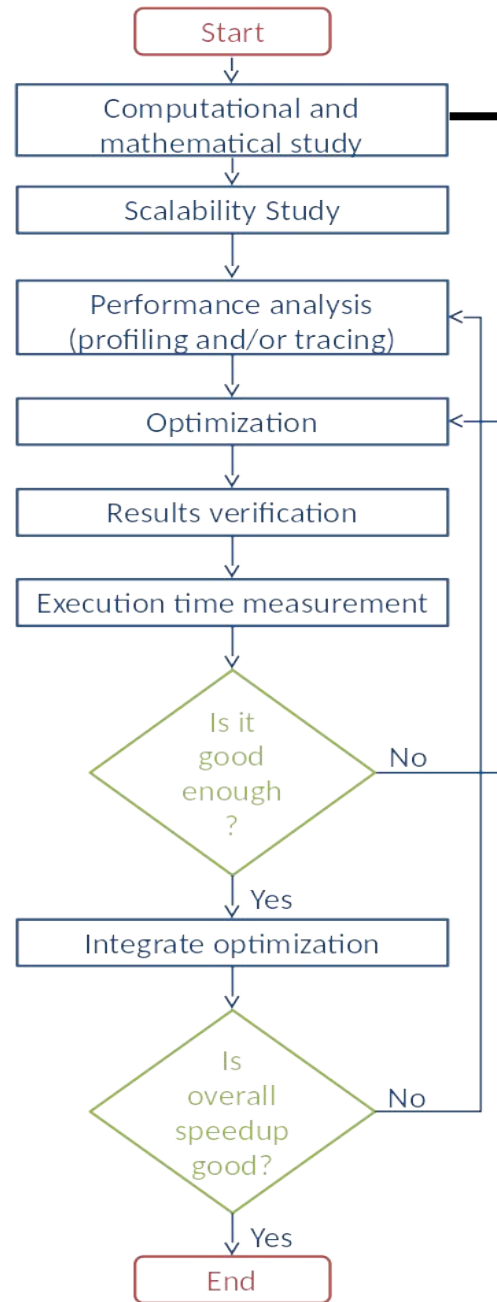 Start
Computational and
mathematical study
Scalability Study
Performance analysis
(profiling and/or tracing)
Optimization
Results verification
Execution time measurement
Is it
good
enough
?
No
Yes
Integrate optimization
Is
overall
speedup
good?
No
Yes
End